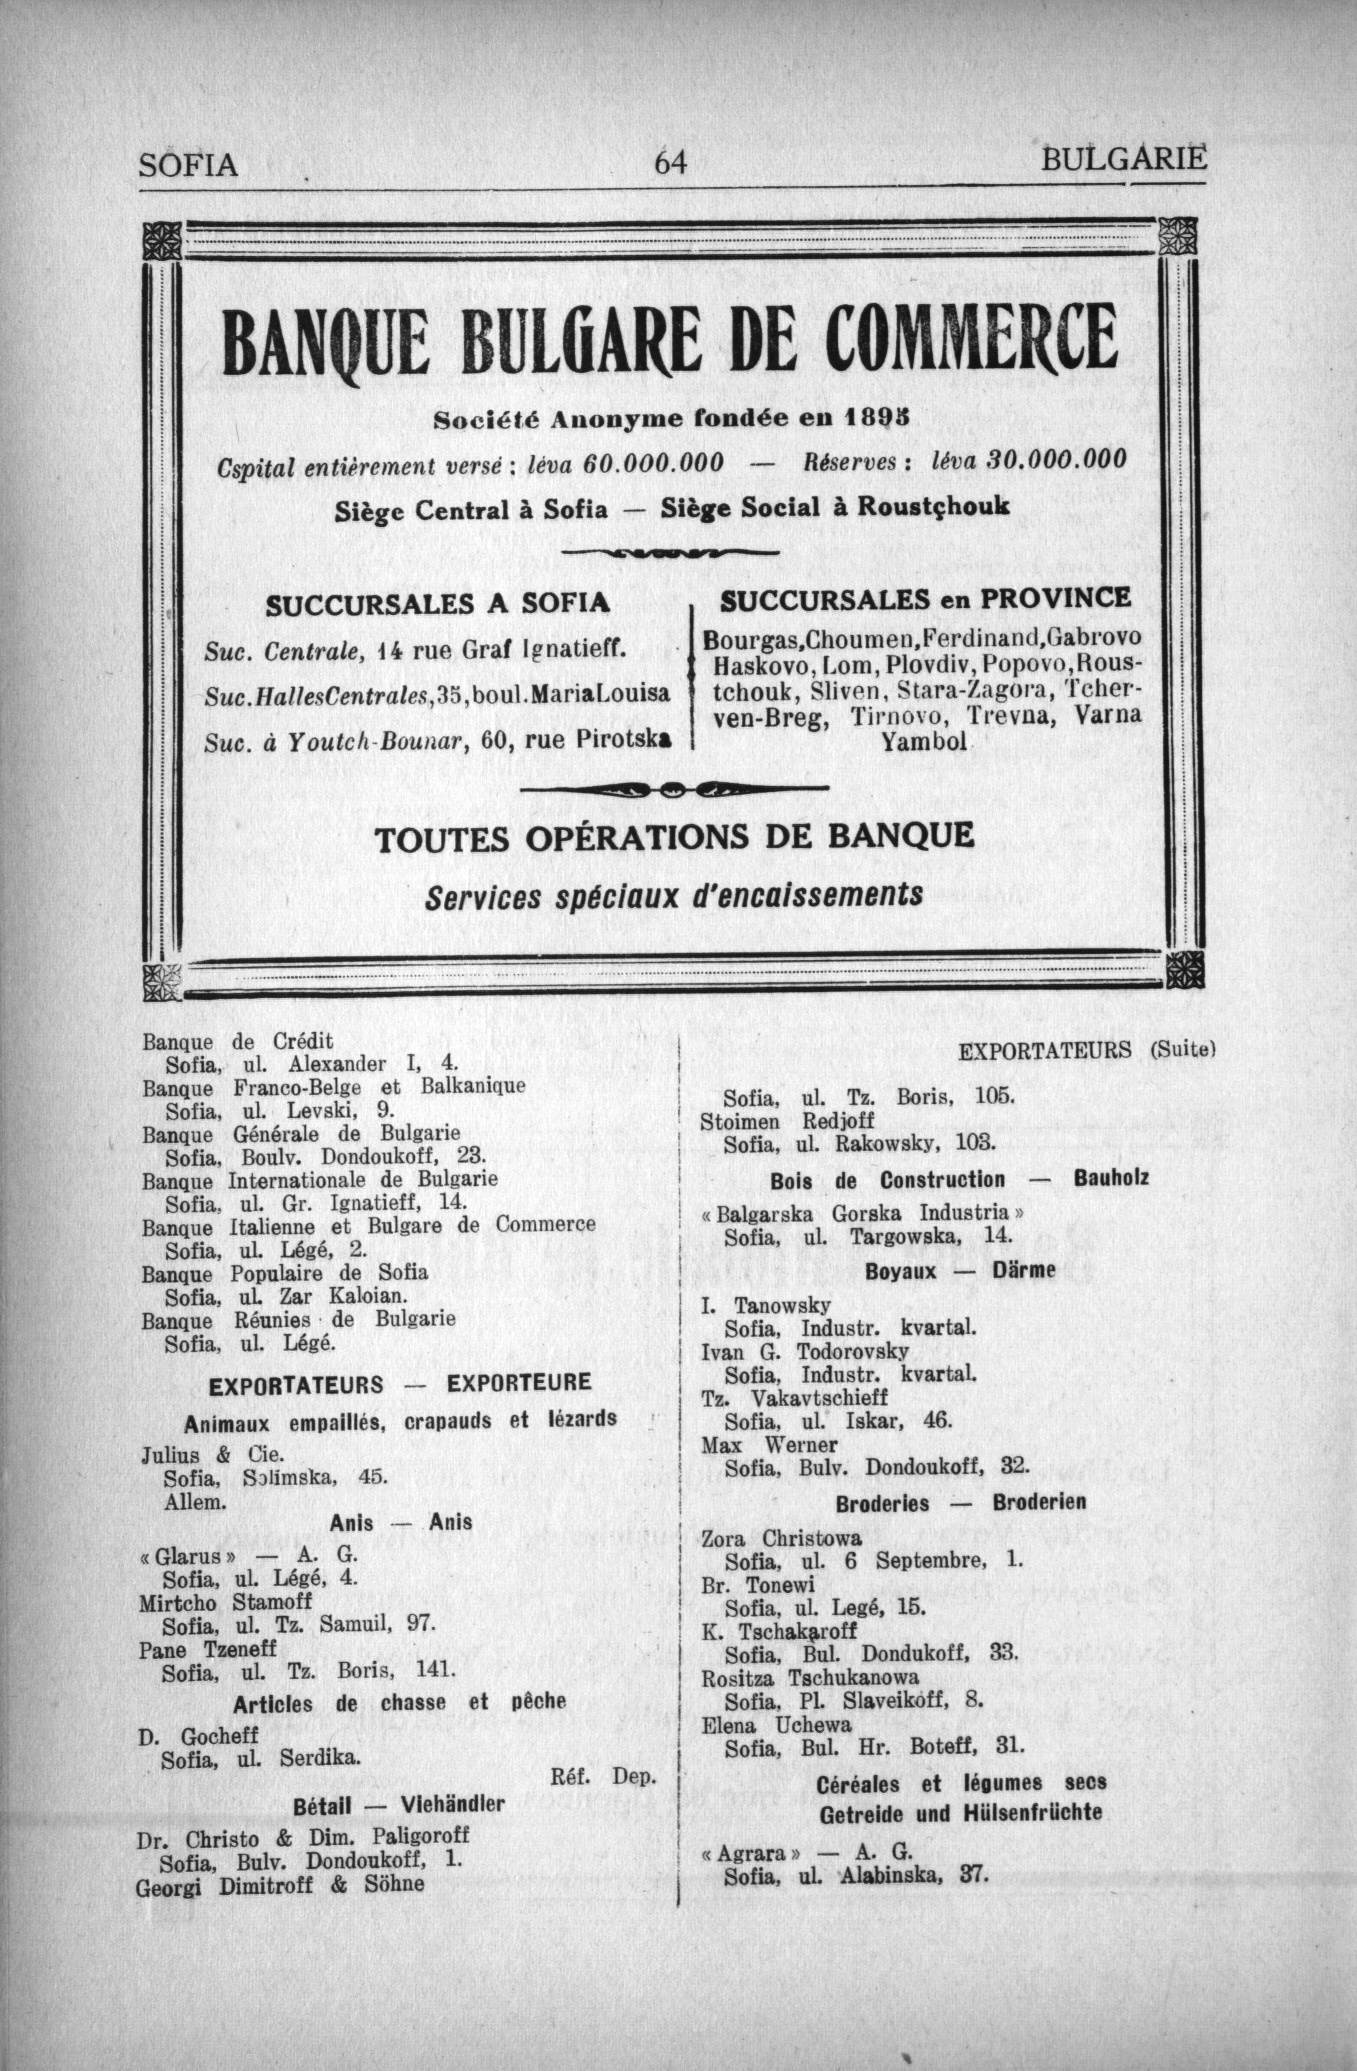 SOFIA 64 BULGARIE
BANQUE BULGARE DE COMMERCE
Société Anonyme fondée en 1895
Cspital entièrement versé : léva 60.000.000 — Réserves : léva 30.000.000
Siège Central à Sofia — Siège Social à Roustçhouk
SUCCURSALES A SOFIA
Suc. Centrale, 14 rue Graf Ignatieff.
Suc. HallesCentrales, 35, boul. MariaLouisa
Suc. à Youtch-Bounar, 60, rue Pirotska
SUCCURSALES en PROVINCE
Bourgas, Choumen, Ferdinand, Gabrovo
Haskovo, Lom, Plovdiv, Popovo, Rous-
tchouk, Sliven, Stara-Zagora, Tcher-
ven-Breg, Tirnovo, Trevna, Varna
Yambol
TOUTES OPÉRATIONS DE BANQUE
Services spéciaux d'encaissements
Banque de Crédit
Sofia, ul. Alexander I, 4.
Banque Franco-Belge et Balkanique
Sofia, ul. Levski, 9.
Banque Générale de Bulgarie
Sofia, Boulv. Dondoukoff, 23.
Banque Internationale de Bulgarie
Sofia, ul. Gr. Ignatieff, 14.
Banque Italienne et Bulgare de Commerce
Sofia, ul. Légé, 2.
Banque Populaire de Sofia
Sofia, ul. Zar Kaloian.
Banque Réunies de Bulgarie
Sofia, ul. Légé.
EXPORTATEURS — EXPORTEURE
Animaux empaillés, crapauds et lézards
Julius & Cie.
Sofia, Solimska, 45.
Allem.
Anis — Anis
« Glarus » — A. G.
Sofia, ul. Légé, 4.
Mirtcho Stamoff
Sofia, ul. Tz. Samuil, 97.
Pane Tzeneff
Sofia, ul. Tz. Boris, 141.
Articles de chasse et pêche
D. Gocheff
Sofia, ul. Serdika.
Réf. Dep.
Bétail — Viehändler
Dr. Christo & Dim. Paligoroff
Sofia, Bulv. Dondoukoff, 1.
Georgi Dimitroff & Söhne
EXPORTATEURS (Suite)
Sofia, ul. Tz. Boris, 105.
Stoimen Redjoff
Sofia, ul. Rakowsky, 103.
Bois de Construction — Bauholz
« Balgarska Gorska Industria »
Sofia, ul. Targowska, 14.
Boyaux — Därme
I. Tanowsky
Sofia, Industr. kvartal.
Ivan G. Todorovsky
Sofia, Industr. kvartal.
Tz. Vakavtschieff
Sofia, ul. Iskar, 46.
Max Werner
Sofia, Bulv. Dondoukoff, 32.
Broderies — Broderien
Zora Christowa
Sofia, ul. 6 Septembre, 1.
Br. Tonewi
Sofia, ul. Legé, 15.
K. Tschakaroff
Sofia, Bul. Dondukoff, 33.
Rositza Tschukanowa
Sofia, Pl. Slaveikoff, 8.
Elena Uchewa
Sofia, Bul. Hr. Boteff, 31.
Céréales et légumes secs
Getreide und Hülsenfrüchte
« Agrara » — A. G.
Sofia, ul. Alabinska, 37.